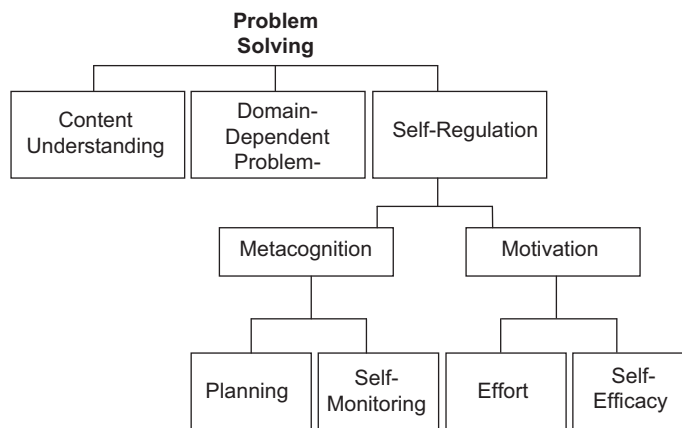 Problem
Solving
Content
Understanding
Domain-
Dependent
Problem-
Self-Regulation
Metacognition
Motivation
Planning
Self-
Monitoring
Effort
Self-
Efficacy